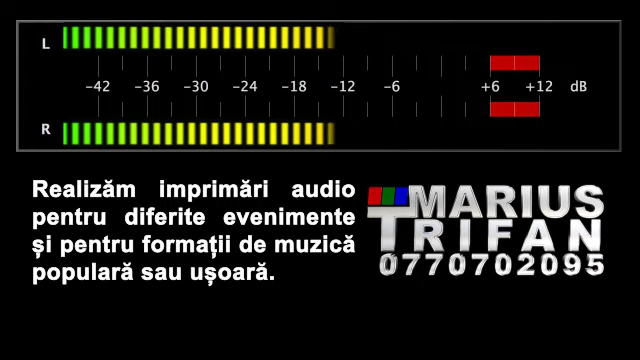 L
-42 -36 -30 -24 -18 -12 -6 +6 +12 dB
R
Realizăm imprimări audio
pentru diferite evenimente
și pentru formații de muzică
populară sau ușoară.
MARIUS
TRIFAN
0770702095